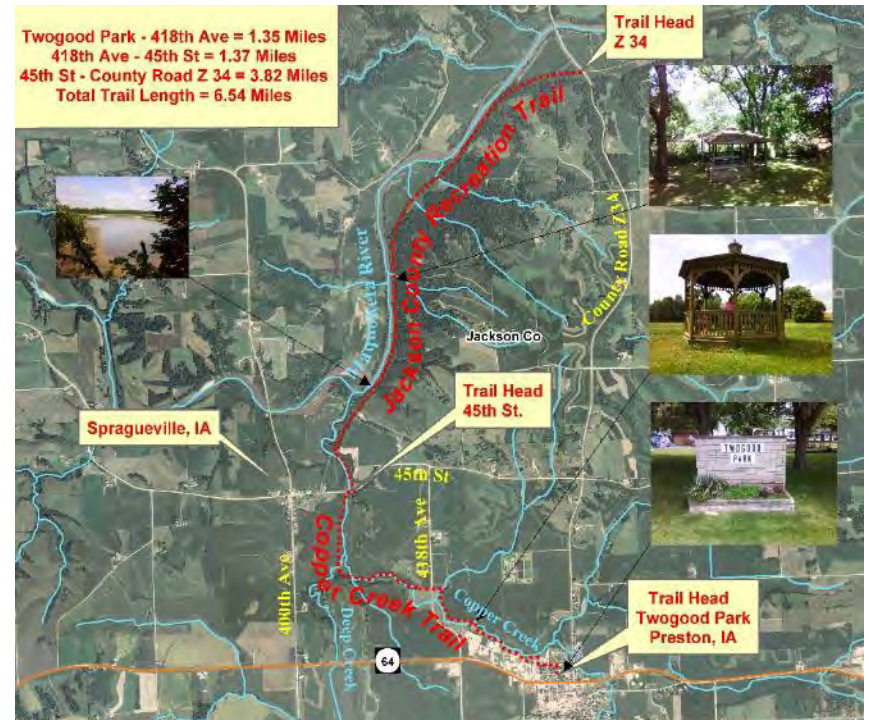 Twogood Park - 418th Ave = 1.35 Miles
418th Ave - 45th St = 1.37 Miles
45th St - County Road Z 34 = 3.82 Miles
Total Trail Length = 6.54 Miles
Trail Head
Z 34
Jackson County Recreation Trail
County Road Z34
Maquoketa River
Jackson Co
Trail Head
45th St.
Spragueville, IA
45th St
TWOGOOD
PARK
418th Ave
400th Ave
Copper Creek Trail
Copper Creek
Deep Creek
Trail Head
Twogood Park
Preston, IA
64